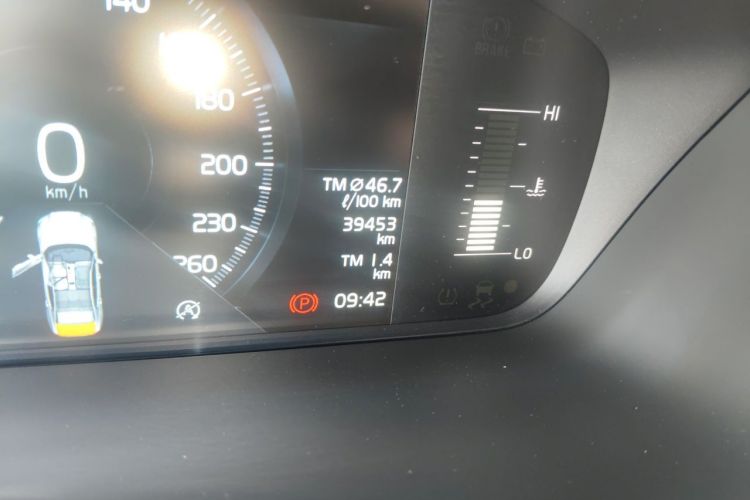 140
180
200
230
260
0
km/h
TM Ø46.7
ℓ/100 km
39453
km
TM 1.4
km
P
09:42
BRAKE
HI
LO